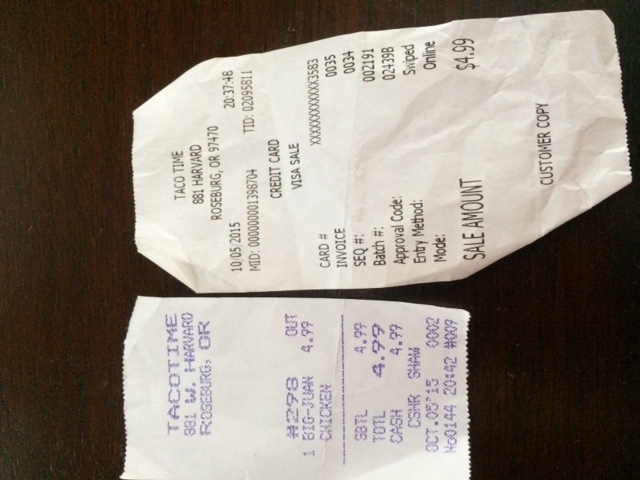 TACOTIME
881 W. HARVARD
ROSEBURG, OR
#298 OUT
1 BIG-JUAN 4.99
CHICKEN
SBTL 4.99
TOTL 4.99
CASH 4.99
CSHR SHAW
OCT.05'15 0002
No0144 20:42 #009
TACO TIME
881 HARVARD
ROSEBURG, OR 97470
10/05/2015 20:37:48
MID: 000000001398704 TID: 02095811
CREDIT CARD
VISA SALE
CARD # XXXXXXXXXXXX3583
INVOICE 0035
SEQ #: 0034
Batch #: 002191
Approval Code: 02439B
Entry Method: Swiped
Mode: Online
SALE AMOUNT $4.99
CUSTOMER COPY